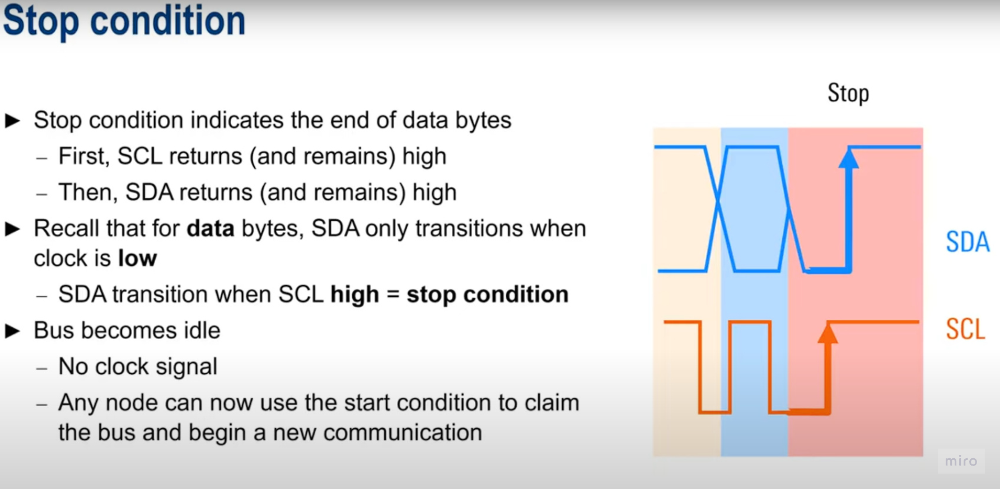 Stop condition
► Stop condition indicates the end of data bytes
– First, SCL returns (and remains) high
– Then, SDA returns (and remains) high
► Recall that for data bytes, SDA only transitions when
clock is low
– SDA transition when SCL high = stop condition
► Bus becomes idle
– No clock signal
– Any node can now use the start condition to claim
the bus and begin a new communication
Stop
SDA
SCL
miro